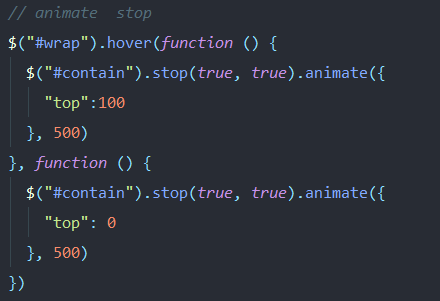 // animate  stop
$("#wrap").hover(function () {
  $("#contain").stop(true, true).animate({
    "top":100
  }, 500)
}, function () {
  $("#contain").stop(true, true).animate({
    "top": 0
  }, 500)
})